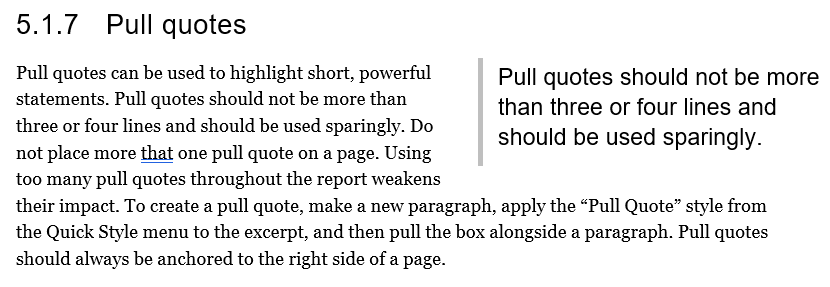 5.1.7 Pull quotes
Pull quotes can be used to highlight short, powerful
statements. Pull quotes should not be more than
three or four lines and should be used sparingly. Do
not place more that one pull quote on a page. Using
too many pull quotes throughout the report weakens
their impact. To create a pull quote, make a new paragraph, apply the “Pull Quote” style from
the Quick Style menu to the excerpt, and then pull the box alongside a paragraph. Pull quotes
should always be anchored to the right side of a page.
Pull quotes should not be more
than three or four lines and
should be used sparingly.